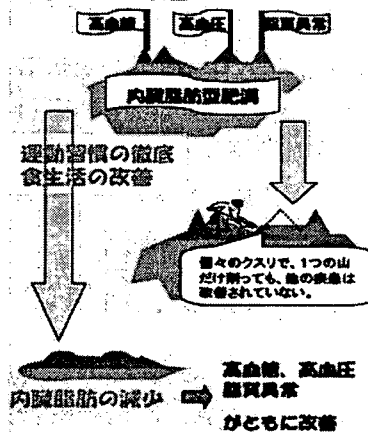 高血糖
高血圧
脂質異常
内臓脂肪型肥満
運動習慣の徹底
食生活の改善
個々のクスリで、1つの山
だけ削っても、他の疾患は
改善されていない。
内臓脂肪の減少
高血糖、高血圧
脂質異常
がともに改善